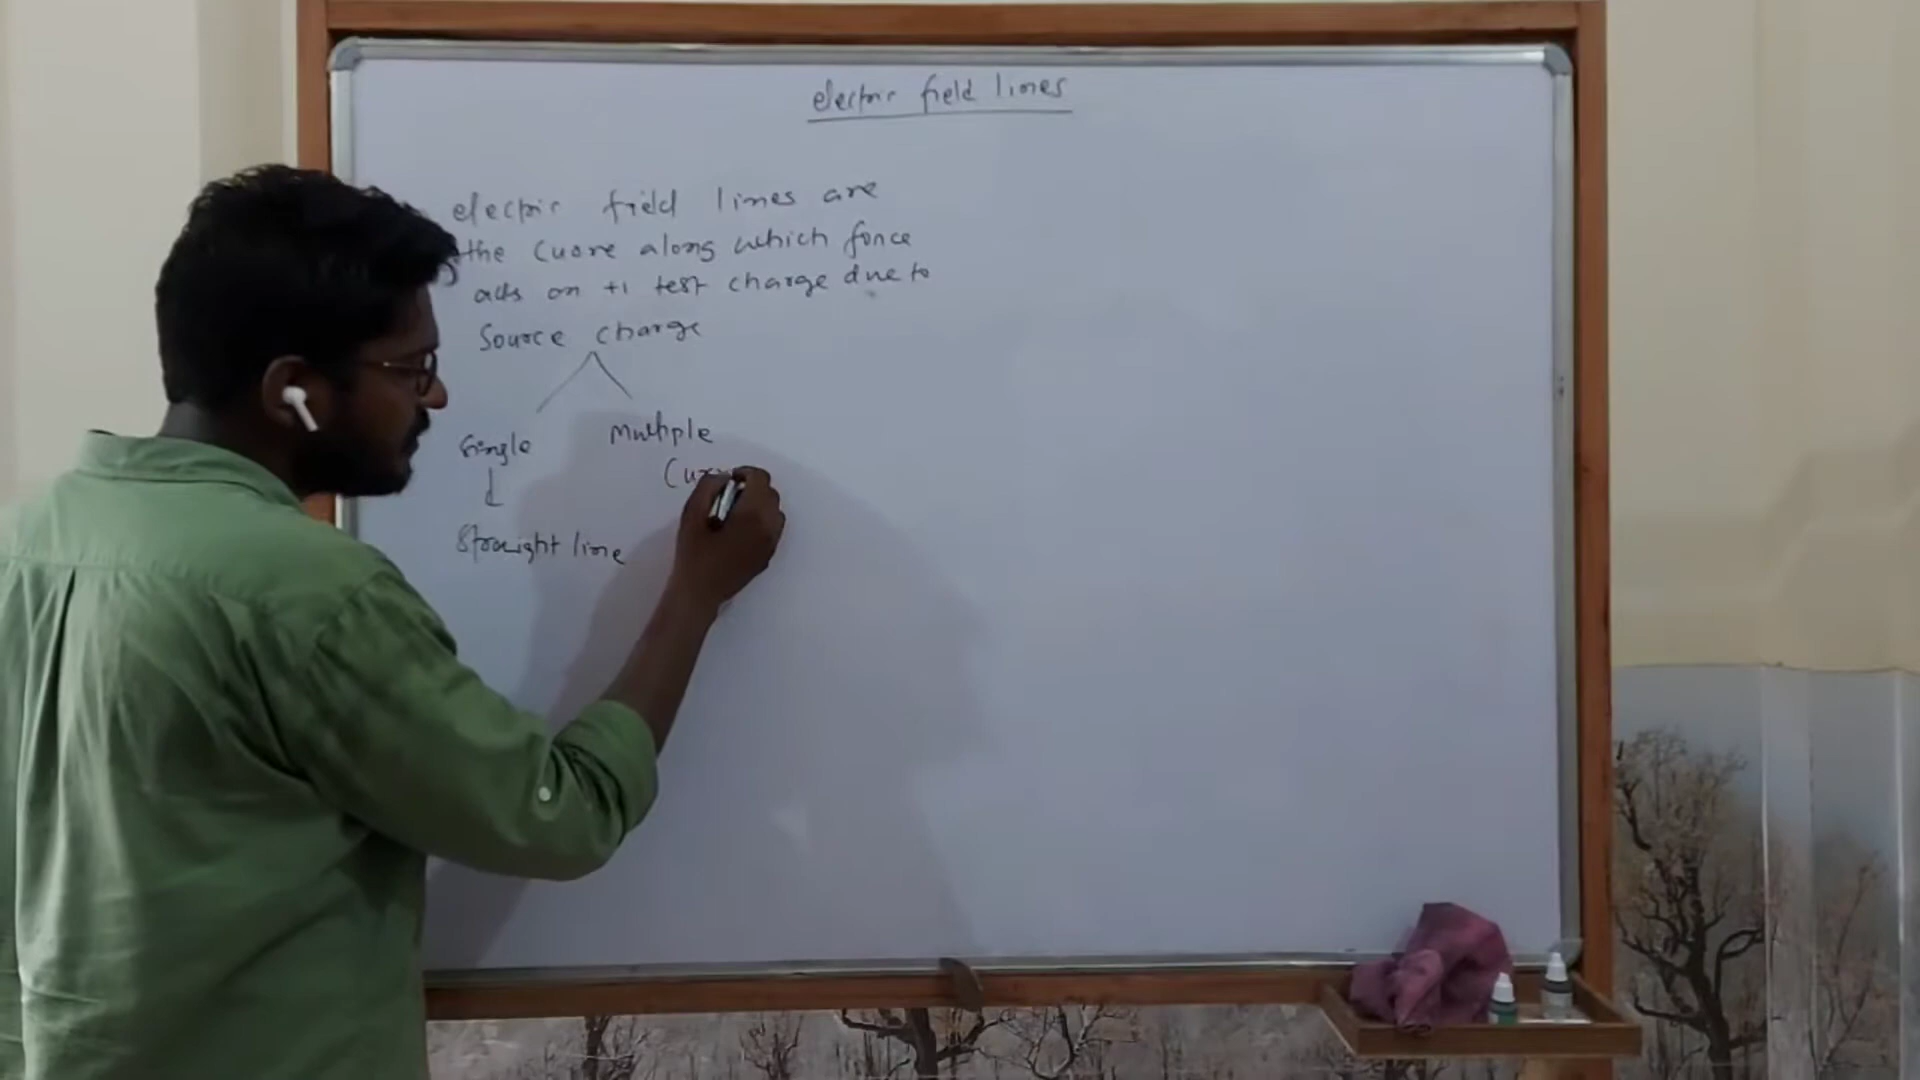 electric field lines
electric field lines are
the curve along which force
acts on +1 test charge due to
Source charge
Single
Multiple
Straight line